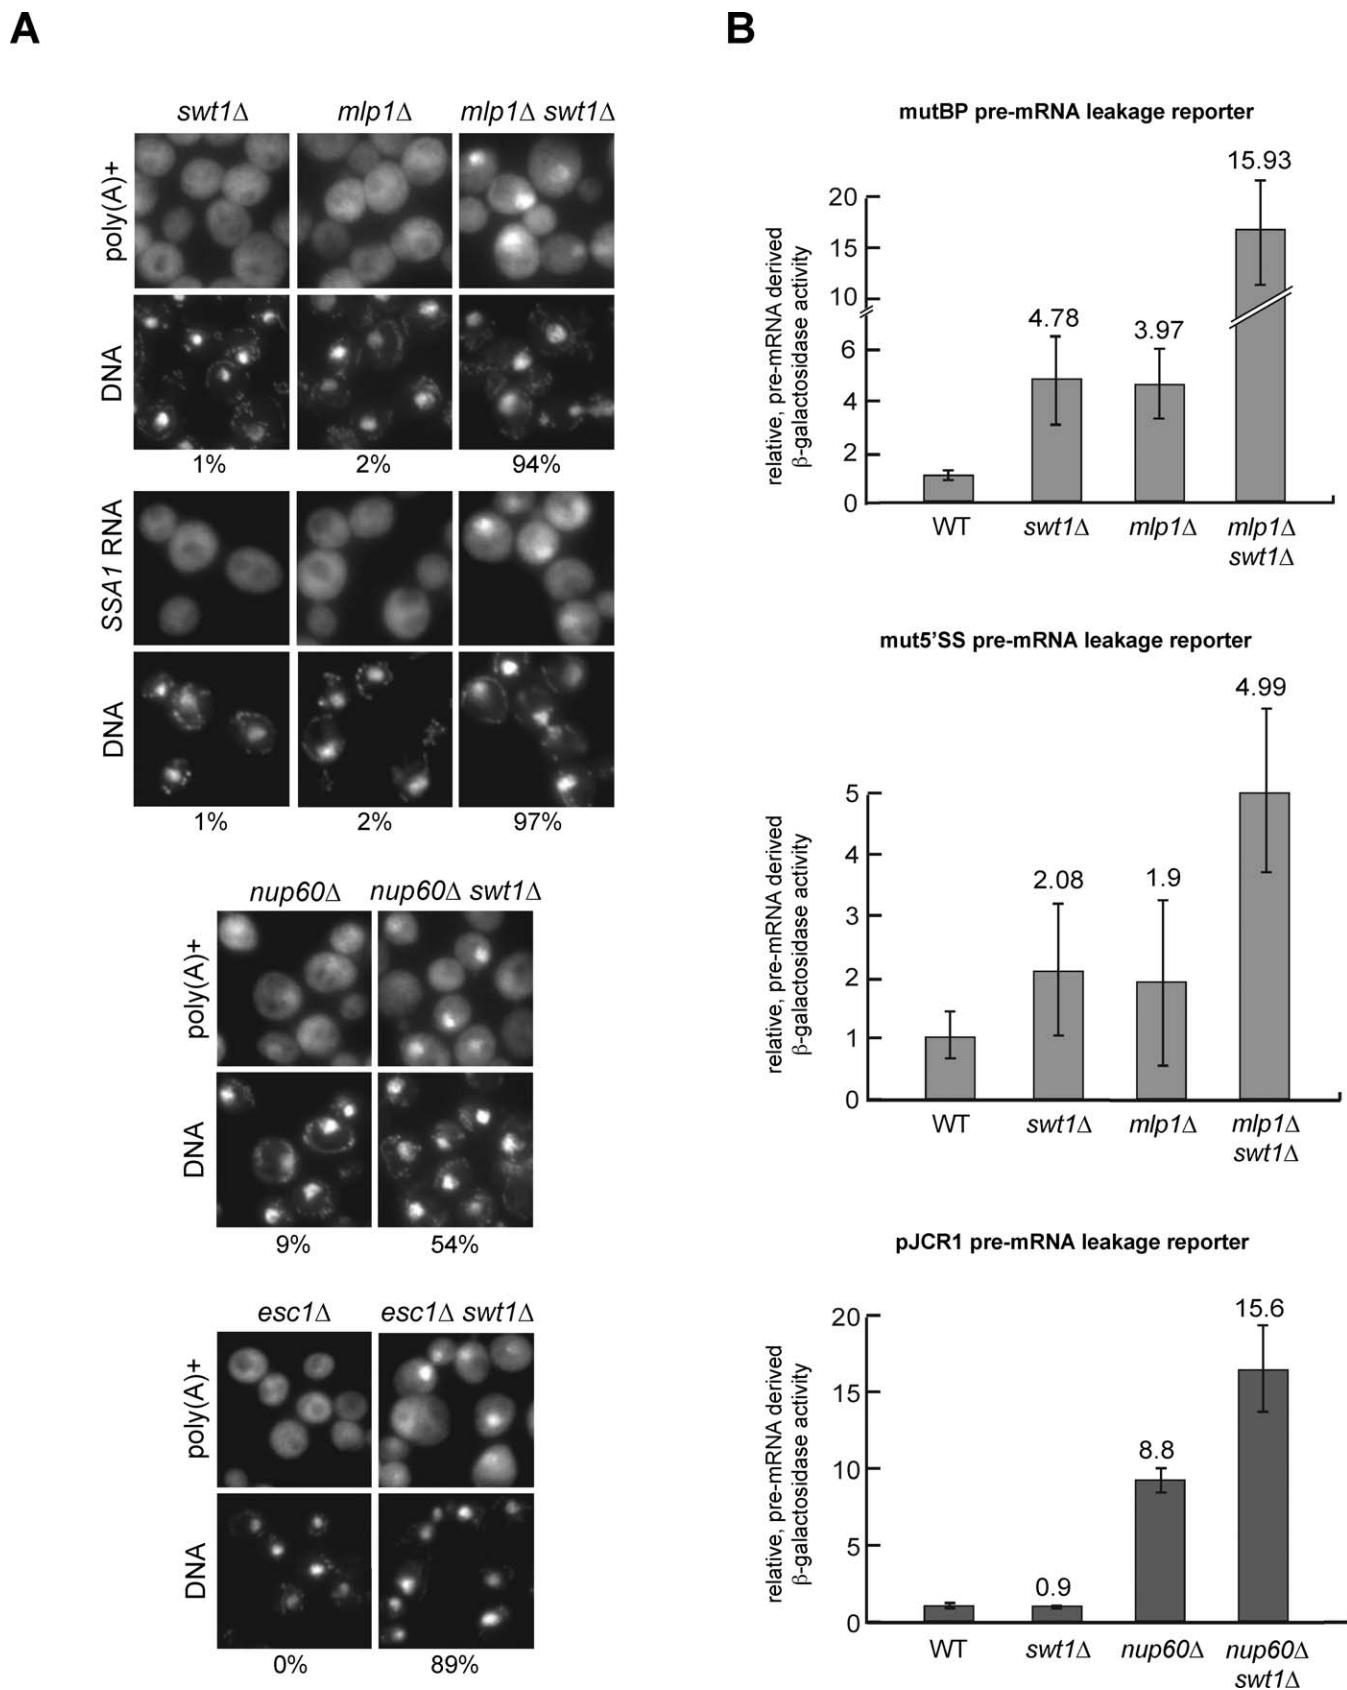 A
swt1Δ mlp1Δ mlp1Δ swt1Δ
poly(A)+
DNA
1% 2% 94%
SSA1 RNA
DNA
1% 2% 97%
nup60Δ nup60Δ swt1Δ
poly(A)+
DNA
9% 54%
esc1Δ esc1Δ swt1Δ
poly(A)+
DNA
0% 89%
B
mutBP pre-mRNA leakage reporter
relative, pre-mRNA derived
β-galactosidase activity
20
15
10
6
4
2
0
4.78
3.97
15.93
WT swt1Δ mlp1Δ mlp1Δ
swt1Δ
mut5'SS pre-mRNA leakage reporter
relative, pre-mRNA derived
β-galactosidase activity
5
4
3
2
1
0
2.08
1.9
4.99
WT swt1Δ mlp1Δ mlp1Δ
swt1Δ
pJCR1 pre-mRNA leakage reporter
relative, pre-mRNA derived
β-galactosidase activity
20
15
10
5
0
0.9
8.8
15.6
WT swt1Δ nup60Δ nup60Δ
swt1Δ